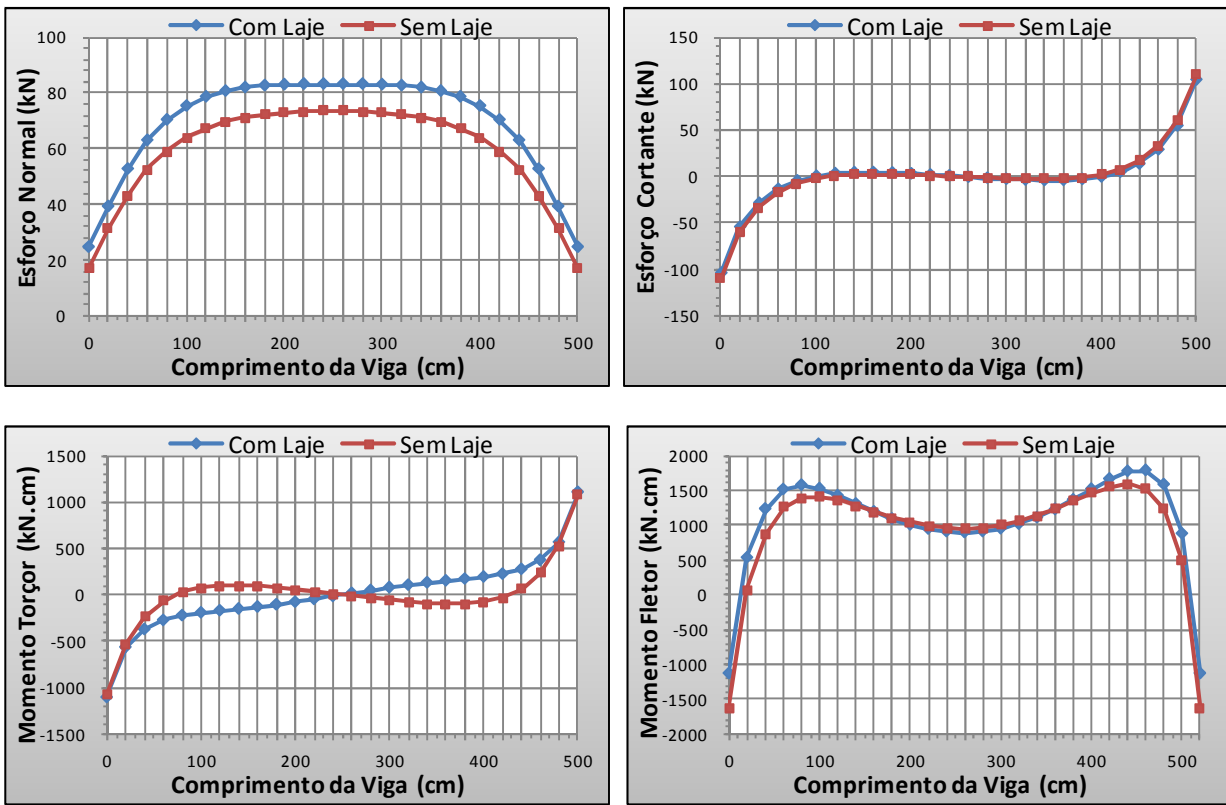 Com Laje Sem Laje
Esforço Normal (kN)
100
80
60
40
20
0
0 100 200 300 400 500
Comprimento da Viga (cm)
Com Laje Sem Laje
Esforço Cortante (kN)
150
100
50
0
-50
-100
-150
0 100 200 300 400 500
Comprimento da Viga (cm)
Com Laje Sem Laje
Momento Torçor (kN.cm)
1500
1000
500
0
-500
-1000
-1500
0 100 200 300 400 500
Comprimento da Viga (cm)
Com Laje Sem Laje
Momento Fletor (kN.cm)
2000
1500
1000
500
0
-500
-1000
-1500
-2000
0 100 200 300 400 500
Comprimento da Viga (cm)